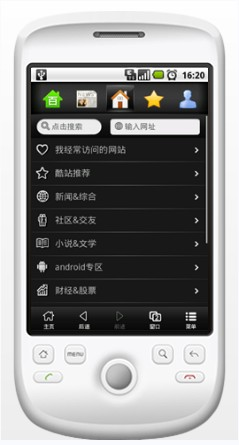 16:20
百
点击搜索 输入网址
我经常访问的网站
酷站推荐
新闻&综合
社区&交友
小说&文学
android专区
财经&股票
主页 后退 前进 窗口 菜单
menu